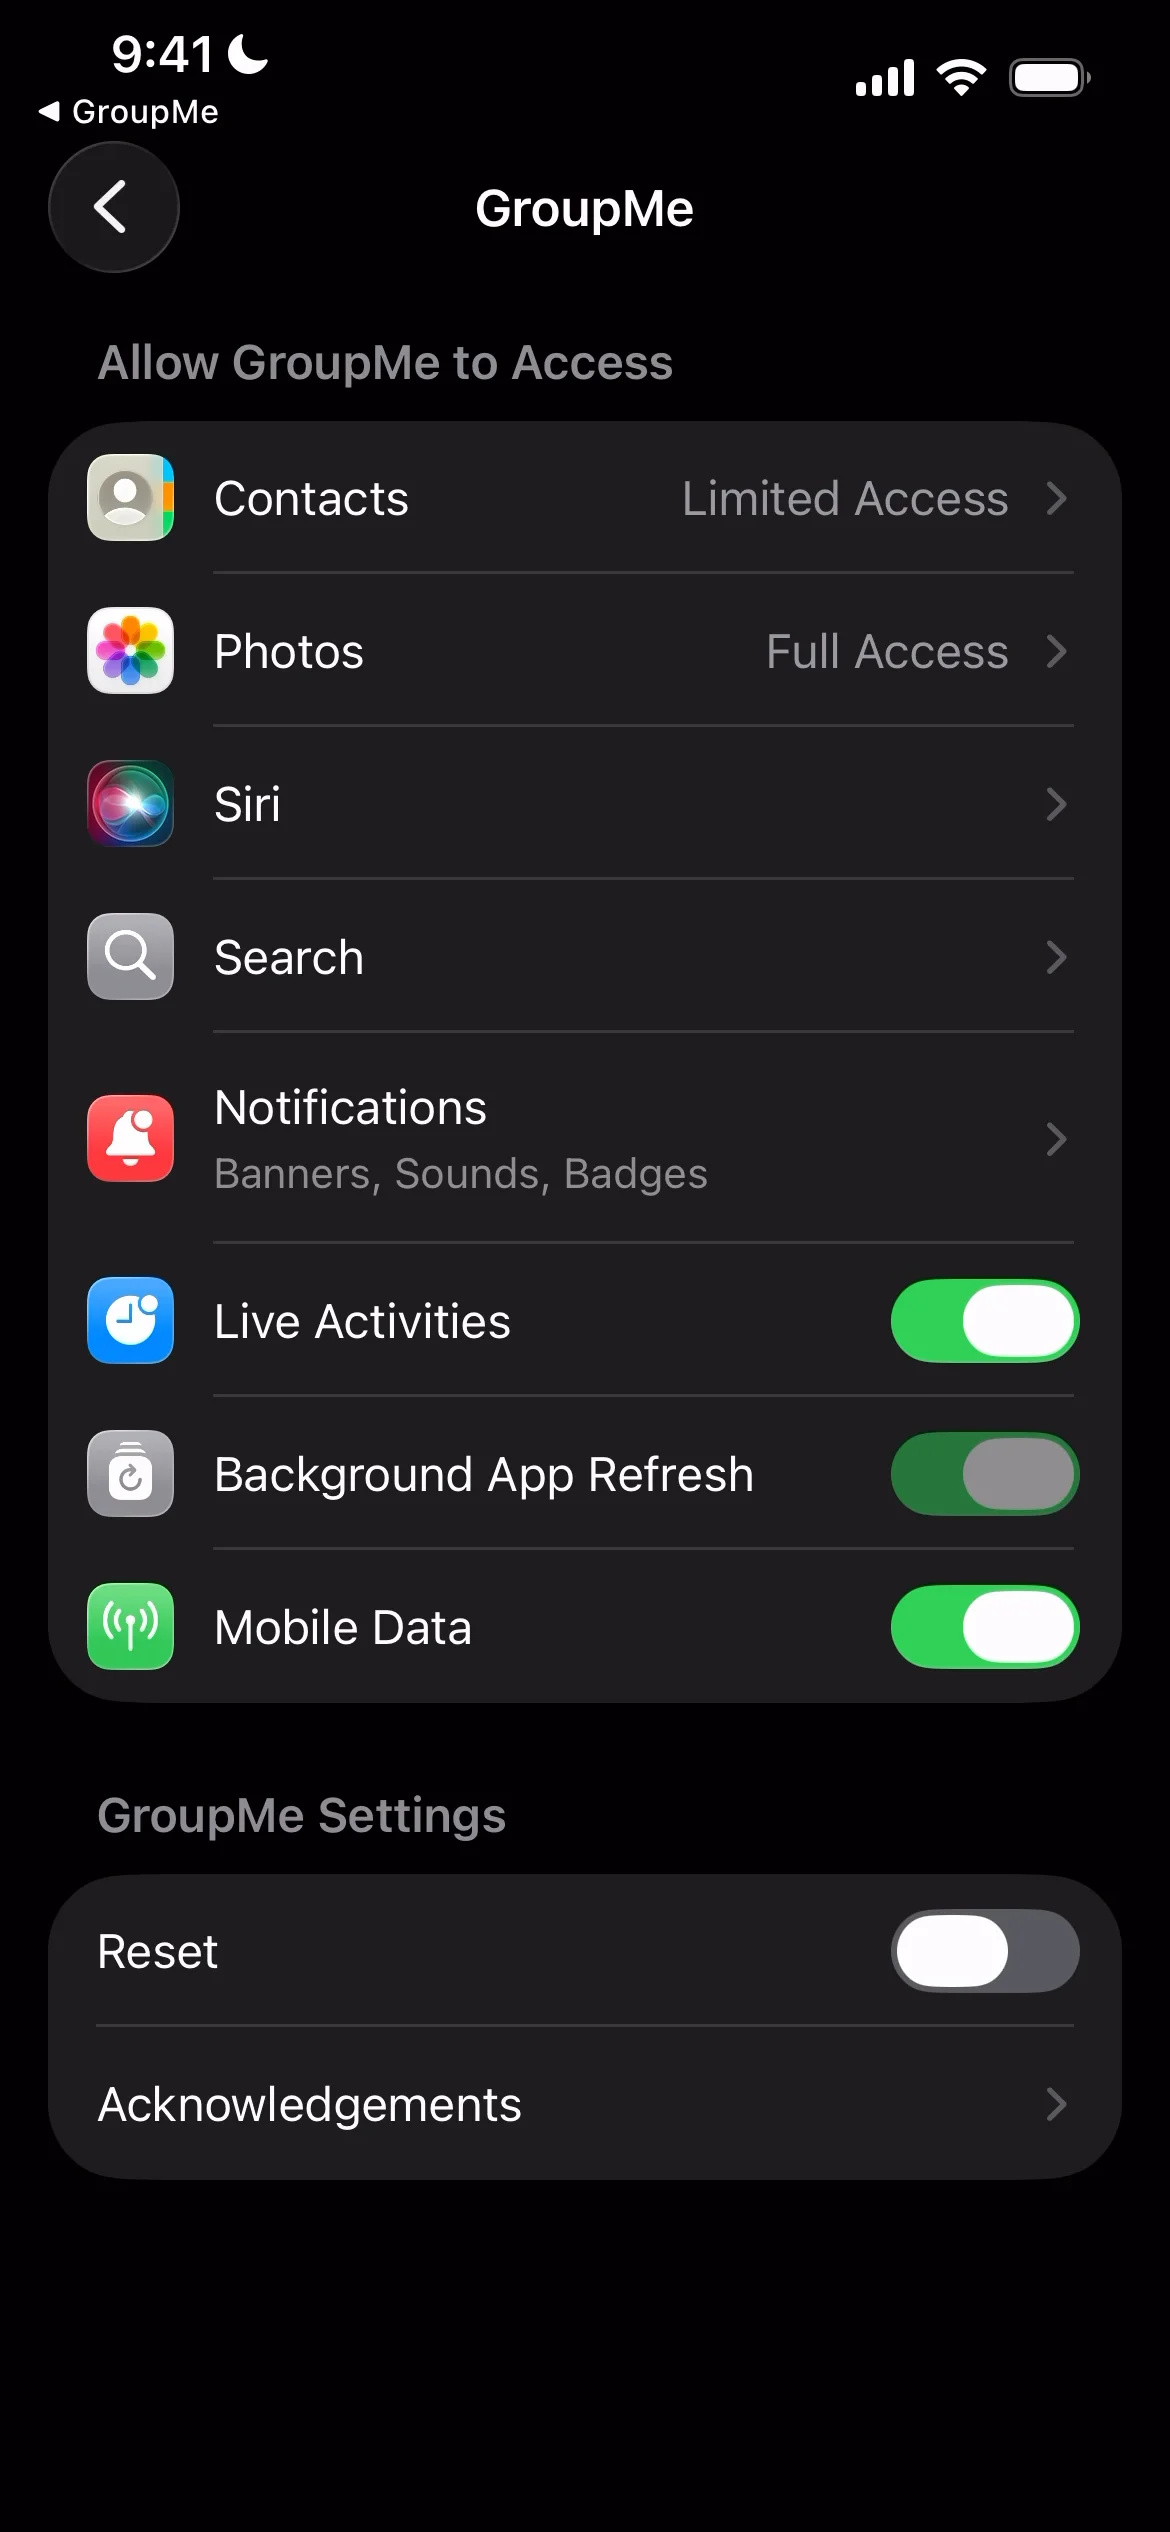 9:41
GroupMe
GroupMe
Allow GroupMe to Access
Contacts Limited Access
Photos Full Access
Siri
Search
Notifications
Banners, Sounds, Badges
Live Activities
Background App Refresh
Mobile Data
GroupMe Settings
Reset
Acknowledgements